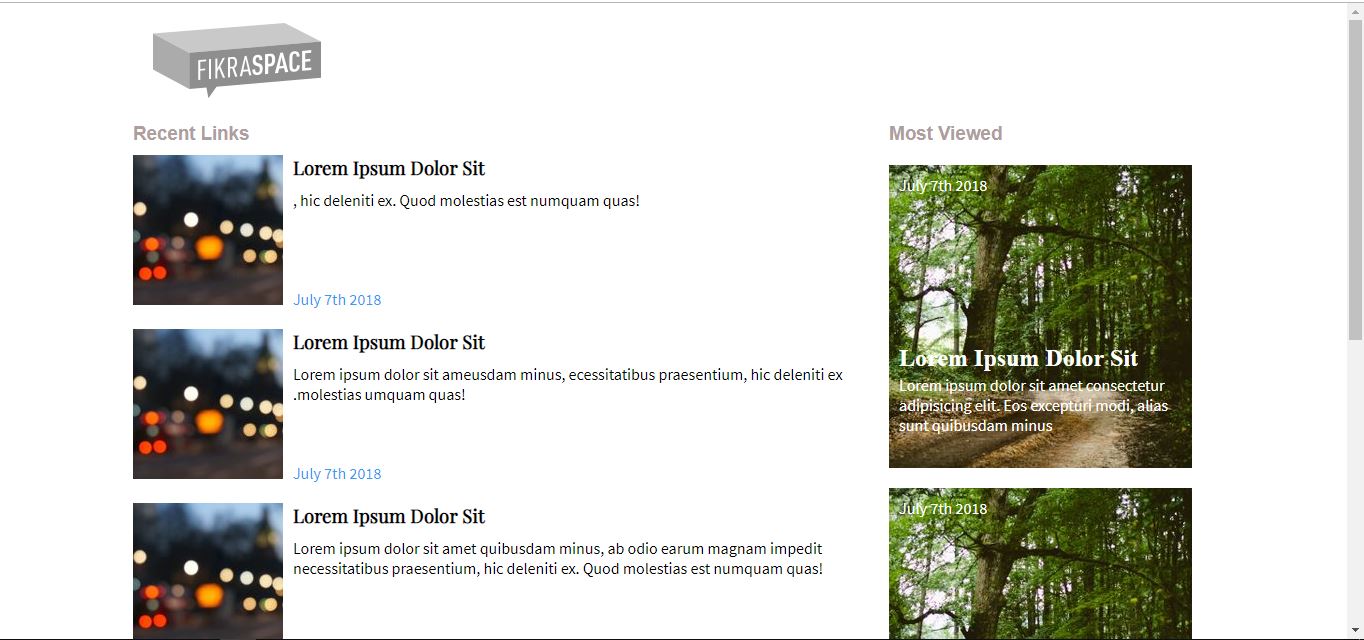 FIKRASPACE
Recent Links
Lorem Ipsum Dolor Sit
, hic deleniti ex. Quod molestias est numquam quas!
July 7th 2018
Lorem Ipsum Dolor Sit
Lorem ipsum dolor sit ameusdam minus, ecessitatibus praesentium, hic deleniti ex
.molestias umquam quas!
July 7th 2018
Lorem Ipsum Dolor Sit
Lorem ipsum dolor sit amet quibusdam minus, ab odio earum magnam impedit
necessitatibus praesentium, hic deleniti ex. Quod molestias est numquam quas!
Most Viewed
July 7th 2018
Lorem Ipsum Dolor Sit
Lorem ipsum dolor sit amet consectetur
adipisicing elit. Eos excepturi modi, alias
sunt quibusdam minus
July 7th 2018